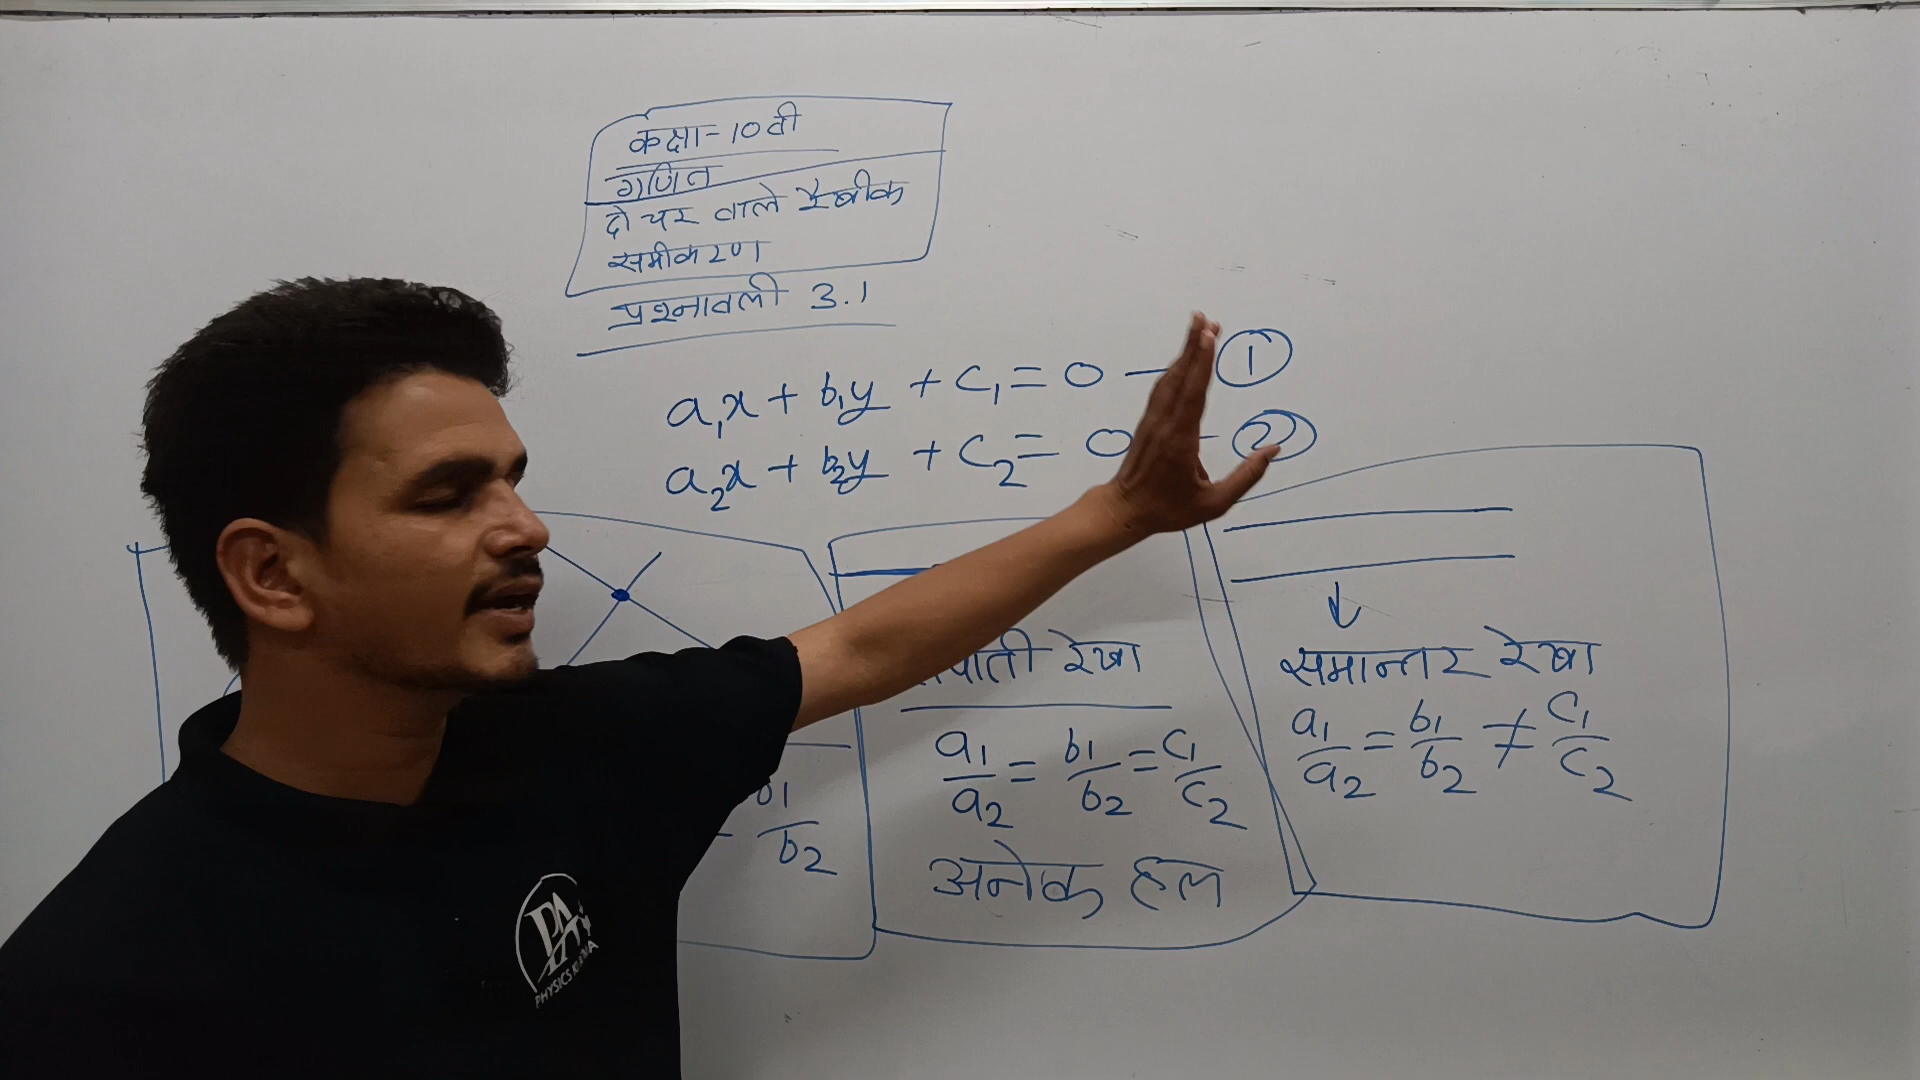 कक्षा-10वी
गणित
दो चर वाले रैखीक
समीकरण
प्रश्नावली 3.1
a₁x + b₁y + c₁ = 0 — ①
a₂x + b₂y + c₂ = 0 — ②
रेखा
a₁/a₂ = b₁/b₂ = c₁/c₂
अनेक हल
↓
समान्तर रेखा
a₁/a₂ = b₁/b₂ ≠ c₁/c₂
b₂
PHYSICS